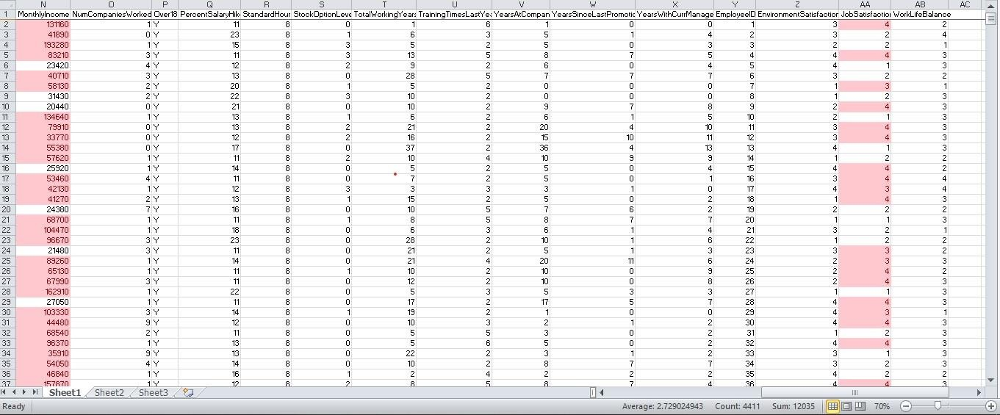 N O P Q R S T U V W X Y Z AA AB AC
1 MonthlyIncome NumCompaniesWorked Over18 PercentSalaryHike StandardHour StockOptionLeve TotalWorkingYears TrainingTimesLastYea YearsAtCompan YearsSinceLastPromotic YearsWithCurrManage EmployeeID EnvironmentSatisfaction JobSatisfaction WorkLifeBalance
2 131160 1 Y 11 8 0 1 6 1 0 0 1 3 4 2
3 41890 0 Y 23 8 1 6 3 5 1 4 2 3 2 4
4 193280 1 Y 15 8 3 5 2 5 0 3 3 2 2 1
5 83210 3 Y 11 8 3 13 5 8 7 5 4 4 4 3
6 23420 4 Y 12 8 2 9 2 6 0 4 5 4 1 3
7 40710 3 Y 13 8 0 28 5 7 7 7 6 3 2 2
8 58130 2 Y 20 8 1 5 2 0 0 0 7 1 3 1
9 31430 2 Y 22 8 3 10 2 0 0 0 8 1 2 3
10 20440 0 Y 21 8 0 10 2 9 7 8 9 2 4 3
11 134640 1 Y 13 8 1 6 2 6 1 5 10 2 1 3
12 79910 0 Y 13 8 2 21 2 20 4 10 11 3 4 3
13 33770 0 Y 12 8 2 16 2 15 10 11 12 3 4 3
14 55380 0 Y 17 8 0 37 2 36 4 13 13 4 1 3
15 57620 1 Y 11 8 2 10 4 10 9 9 14 1 2 2
16 25920 1 Y 14 8 0 5 2 5 0 4 15 4 4 2
17 53460 4 Y 11 8 0 7 2 5 0 1 16 3 4 4
18 42130 1 Y 12 8 3 3 3 3 1 0 17 4 3 4
19 41270 2 Y 13 8 1 15 2 5 0 2 18 1 4 3
20 24380 7 Y 16 8 0 10 5 7 6 2 19 2 2 2
21 68700 1 Y 11 8 1 8 5 8 7 7 20 1 1 3
22 104470 1 Y 18 8 0 6 3 6 1 4 21 3 2 1
23 96670 3 Y 23 8 0 28 2 10 1 6 22 1 2 2
24 21480 3 Y 11 8 0 21 2 5 1 3 23 3 3 2
25 89260 1 Y 14 8 0 21 4 20 11 6 24 2 3 3
26 65130 1 Y 11 8 1 10 2 10 0 9 25 2 4 2
27 67990 3 Y 11 8 0 12 2 10 0 8 26 2 4 3
28 162910 1 Y 22 8 0 5 3 5 3 3 27 1 1 3
29 27050 1 Y 11 8 0 17 2 17 5 7 28 4 4 3
30 103330 3 Y 14 8 1 19 2 1 0 0 29 4 3 1
31 44480 9 Y 12 8 0 10 3 2 1 2 30 4 4 3
32 68540 2 Y 11 8 0 5 5 3 0 2 31 1 2 3
33 96370 1 Y 13 8 0 5 6 5 0 2 32 4 4 3
34 35910 9 Y 13 8 0 22 2 3 1 2 33 3 1 3
35 54050 4 Y 14 8 0 10 2 8 7 7 34 3 2 3
36 46840 1 Y 16 8 1 2 4 2 2 2 35 4 2 3
37 157870 1 Y 12 8 2 8 5 8 7 4 36 4 4 3
Sheet1 Sheet2 Sheet3
Ready Average: 2.729024943 Count: 4411 Sum: 12035 70%